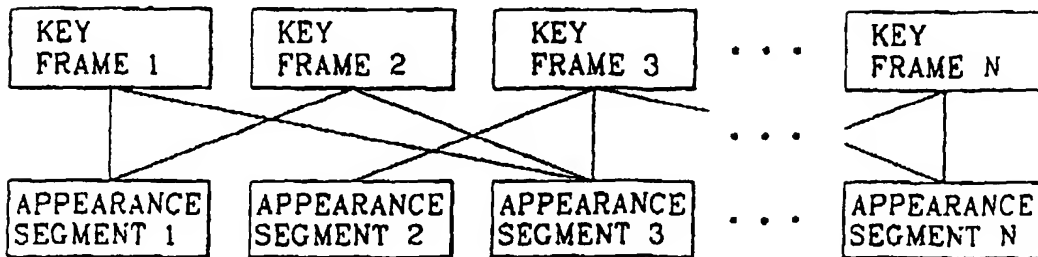 KEY
FRAME 1
KEY
FRAME 2
KEY
FRAME 3
KEY
FRAME N
APPEARANCE
SEGMENT 1
APPEARANCE
SEGMENT 2
APPEARANCE
SEGMENT 3
APPEARANCE
SEGMENT N